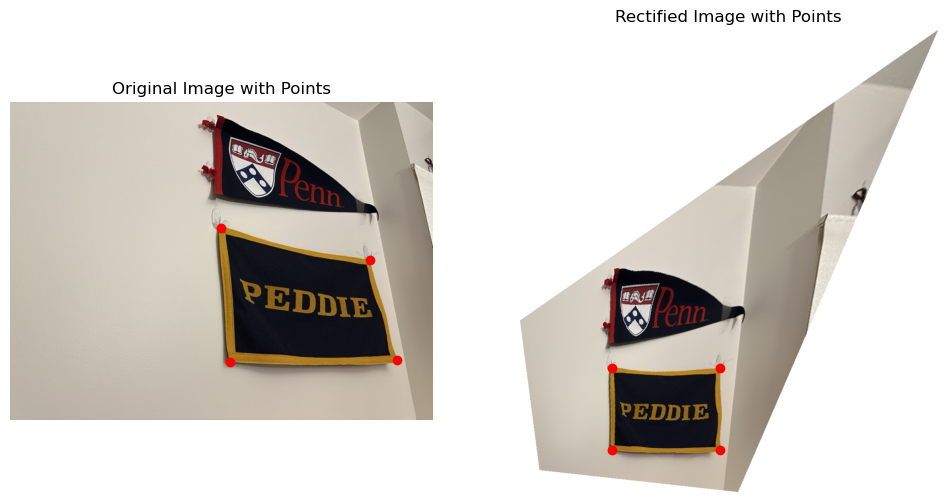 Original Image with Points
Penn
PEDDIE
Rectified Image with Points
Penn
PEDDIE